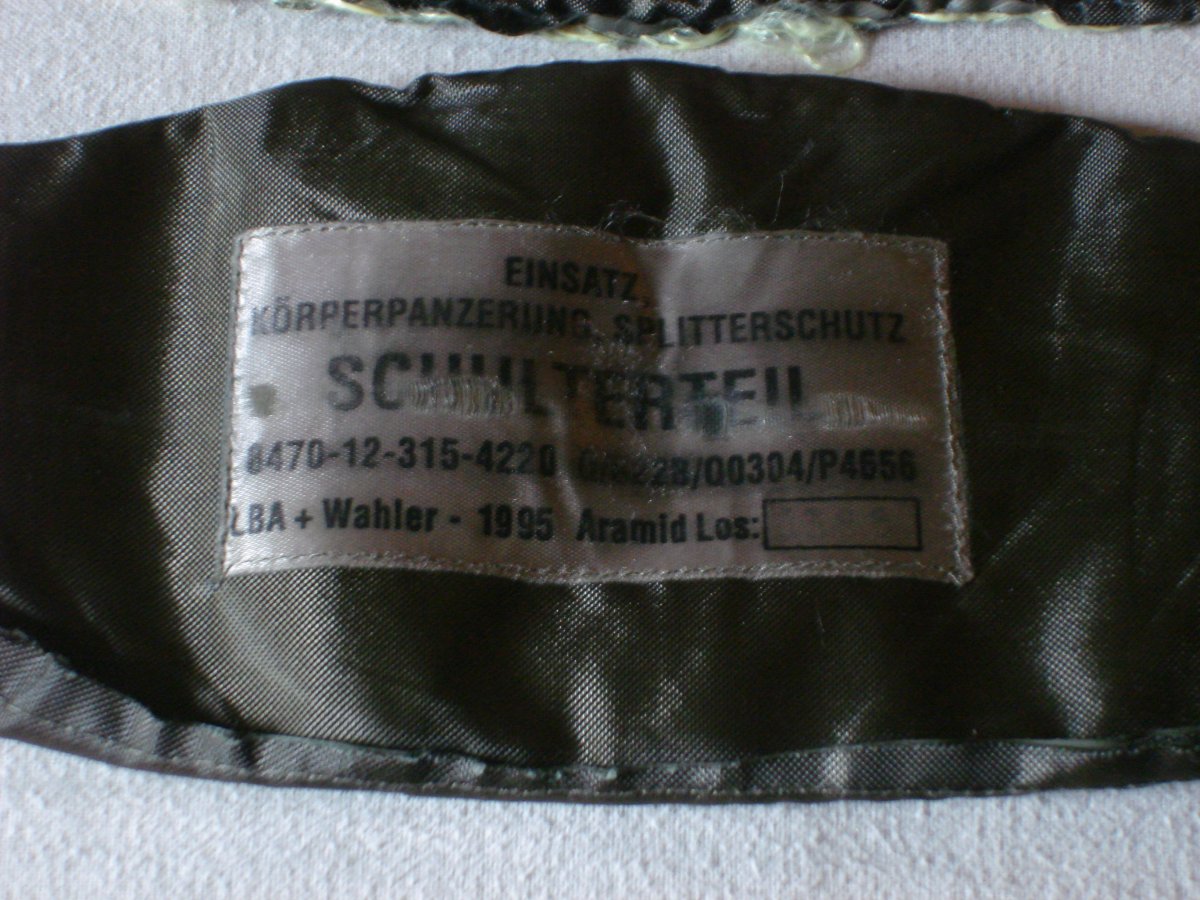 EINSATZ,
KÖRPERPANZERUNG, SPLITTERSCHUTZ
SCHULTERTEIL
8470-12-315-4220
LBA + Wahler - 1995 Aramid Los: